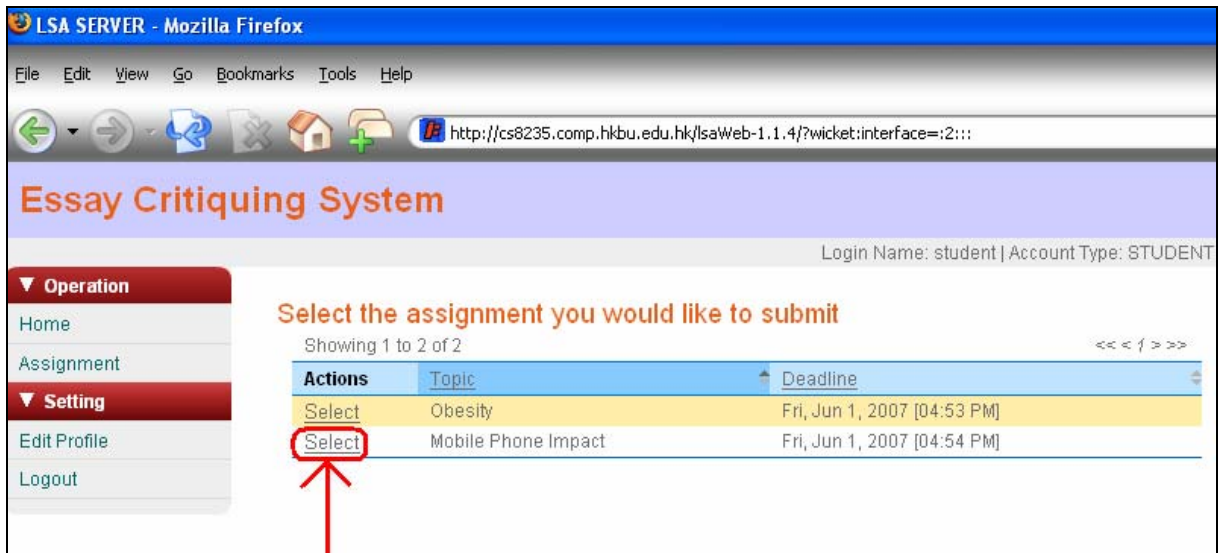 LSA SERVER - Mozilla Firefox
File Edit View Go Bookmarks Tools Help
http://cs8235.comp.hkbu.edu.hk/lsaWeb-1.1.4/?wicket:interface=:2:::
Essay Critiquing System
Login Name: student | Account Type: STUDENT
▼ Operation
Home
Assignment
▼ Setting
Edit Profile
Logout
Select the assignment you would like to submit
Showing 1 to 2 of 2 << < 1 > >>
Actions Topic Deadline
Select Obesity Fri, Jun 1, 2007 [04:53 PM]
Select Mobile Phone Impact Fri, Jun 1, 2007 [04:54 PM]